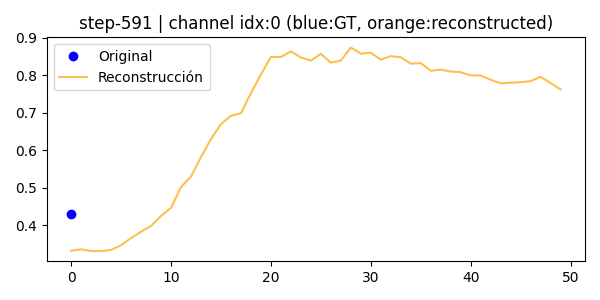 step-591 | channel idx:0 (blue:GT, orange:reconstructed)
Original
Reconstrucción
0.9
0.8
0.7
0.6
0.5
0.4
0 10 20 30 40 50